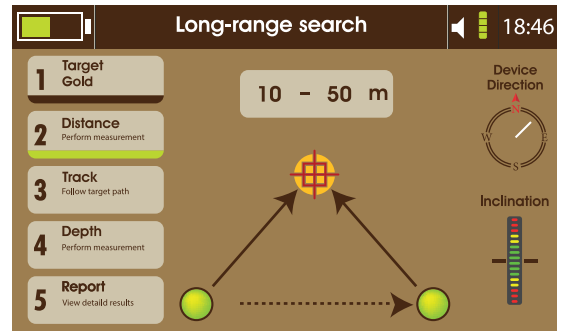 Long-range search
18:46
1 Target
Gold
2 Distance
Perform measurement
3 Track
Follow target path
4 Depth
Perform measurement
5 Report
View detaild results
10 - 50 m
Device
Direction
N
W E
S
Inclination